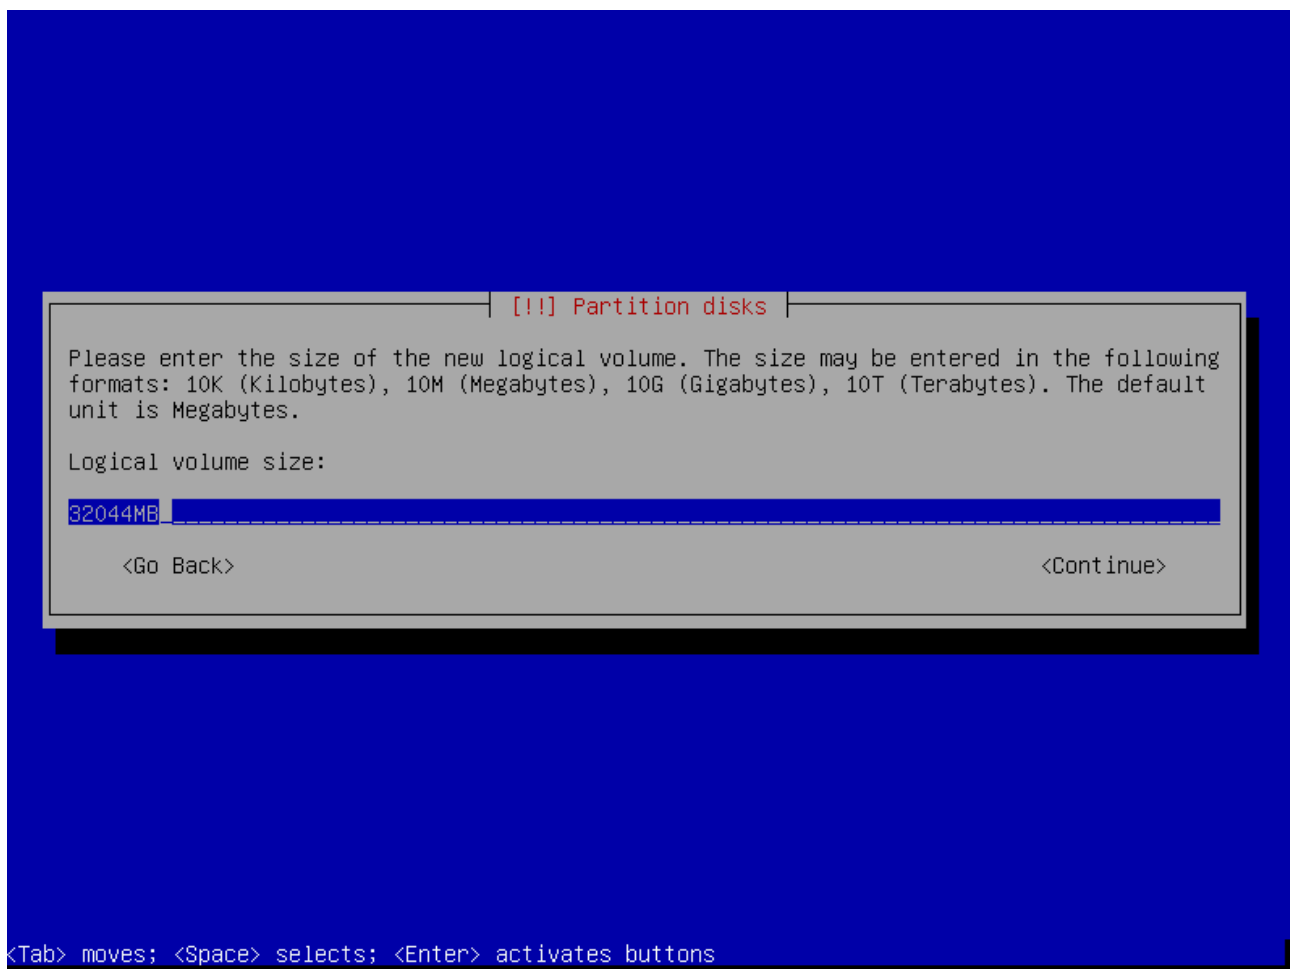 [!!] Partition disks
Please enter the size of the new logical volume. The size may be entered in the following
formats: 10K (Kilobytes), 10M (Megabytes), 10G (Gigabytes), 10T (Terabytes). The default
unit is Megabytes.
Logical volume size:
32044MB
<Go Back> <Continue>
<Tab> moves; <Space> selects; <Enter> activates buttons